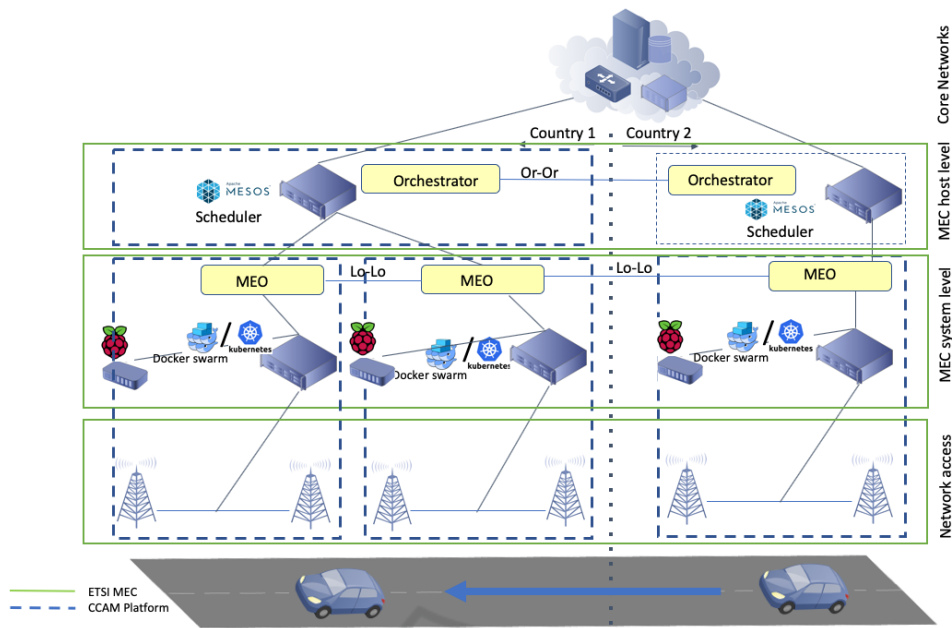 Core Networks
Country 1
Country 2
MEC host level
Apache
MESOS
Scheduler
Orchestrator
Or-Or
Orchestrator
Apache
MESOS
Scheduler
MEC system level
MEO
Lo-Lo
MEO
Lo-Lo
MEO
Docker swarm
/
kubernetes
Docker swarm
/
kubernetes
Docker swarm
/
kubernetes
Network access
ETSI MEC
CCAM Platform